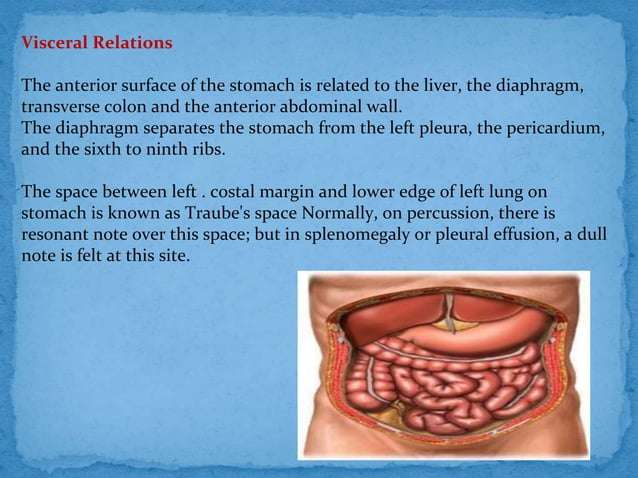 Visceral Relations
The anterior surface of the stomach is related to the liver, the diaphragm,
transverse colon and the anterior abdominal wall.
The diaphragm separates the stomach from the left pleura, the pericardium,
and the sixth to ninth ribs.
The space between left . costal margin and lower edge of left lung on
stomach is known as Traube's space Normally, on percussion, there is
resonant note over this space; but in splenomegaly or pleural effusion, a dull
note is felt at this site.